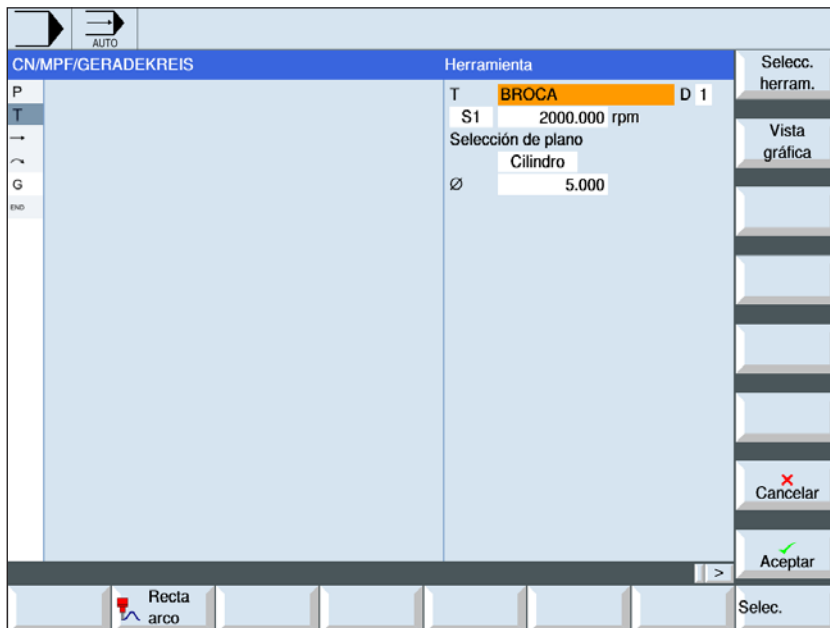 AUTO
CN/MPF/GERADEKREIS
Herramienta
P
T
G
END
T BROCA D 1
S1 2000.000 rpm
Selección de plano
Cilindro
Ø 5.000
Selecc.
herram.
Vista
gráfica
Cancelar
Aceptar
>
Recta
arco
Selec.